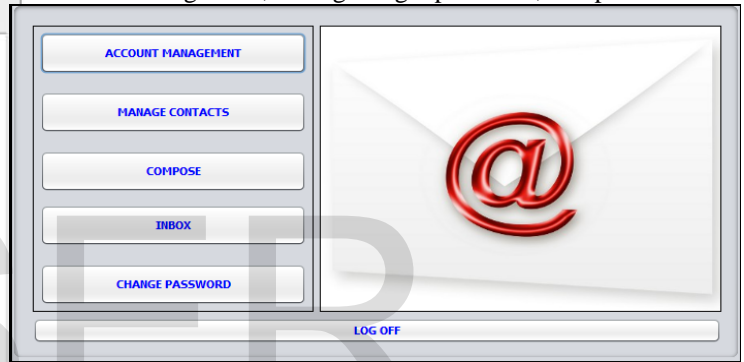 ACCOUNT MANAGEMENT
MANAGE CONTACTS
COMPOSE
INBOX
CHANGE PASSWORD
@
LOG OFF